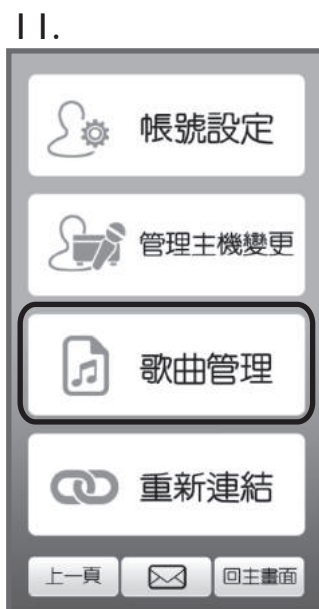 11.
帳號設定
管理主機變更
歌曲管理
重新連結
上一頁 回主畫面